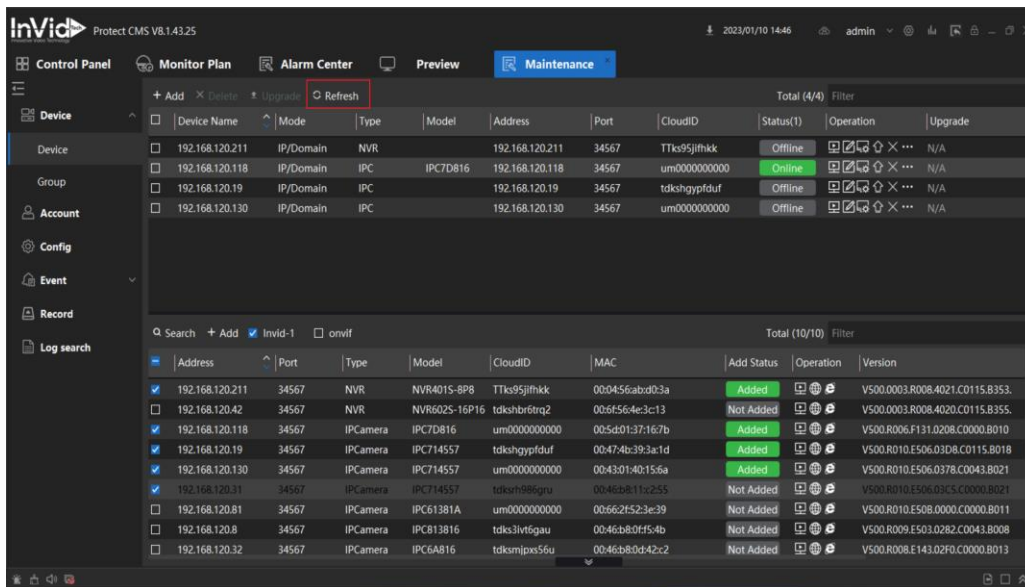 InVid Tech Protect CMS V8.1.43.25 2023/01/10 14:46 admin
Control Panel Monitor Plan Alarm Center Preview Maintenance
+ Add Delete Upgrade Refresh Total (4/4) Filter
Device
Device Name Mode Type Model Address Port CloudID Status(1) Operation Upgrade
Device
192.168.120.211 IP/Domain NVR 192.168.120.211 34567 TTks95jlfhkk Offline N/A
192.168.120.118 IP/Domain IPC IPC7D816 192.168.120.118 34567 um0000000000 Online N/A
Group
192.168.120.19 IP/Domain IPC 192.168.120.19 34567 tdkshgypfduf Offline N/A
192.168.120.130 IP/Domain IPC 192.168.120.130 34567 um0000000000 Offline N/A
Account
Config
Event
Record
Log search
Search + Add Invid-1 onvif Total (10/10) Filter
Address Port Type Model CloudID MAC Add Status Operation Version
192.168.120.211 34567 NVR NVR401S-8P8 TTks95jlfhkk 00:04:56:ab:d0:3a Added V500.0003.R008.4021.C0115.B353.
192.168.120.42 34567 NVR NVR602S-16P16 tdkshbr6trq2 00:6f:56:4e:3c:13 Not Added V500.0003.R008.4020.C0115.B355.
192.168.120.118 34567 IPCamera IPC7D816 um0000000000 00:5d:01:37:16:7b Added V500.R006.F131.0208.C0000.B010
192.168.120.19 34567 IPCamera IPC714557 tdkshgypfduf 00:47:4b:39:3a:1d Added V500.R010.E506.03D8.C0115.B018
192.168.120.130 34567 IPCamera IPC714557 um0000000000 00:43:01:40:15:6a Added V500.R010.E506.0378.C0043.B021
192.168.120.31 34567 IPCamera IPC714557 tdksrh986gru 00:46:b8:11:c2:55 Not Added V500.R010.E506.03C5.C0000.B021
192.168.120.81 34567 IPCamera IPC61381A um0000000000 00:66:2f:52:3e:39 Not Added V500.R010.E50B.0000.C0000.B011
192.168.120.8 34567 IPCamera IPC813816 tdks3ivt6gau 00:46:b8:0f:f5:4b Not Added V500.R009.E503.0282.C0043.B008
192.168.120.32 34567 IPCamera IPC6A816 tdksmjpxs56u 00:46:b8:0d:42:c2 Not Added V500.R008.E143.02F0.C0000.B013